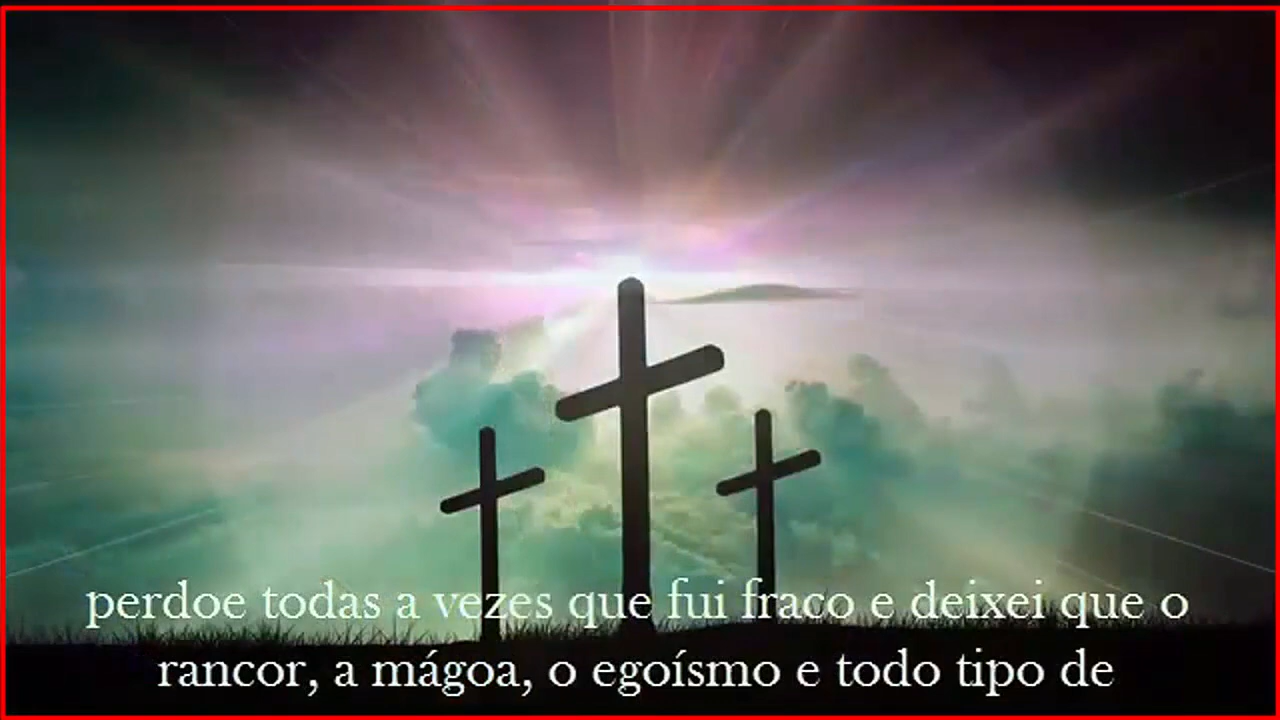 perdoe todas a vezes que fui fraco e deixei que o
rancor, a mágoa, o egoísmo e todo tipo de